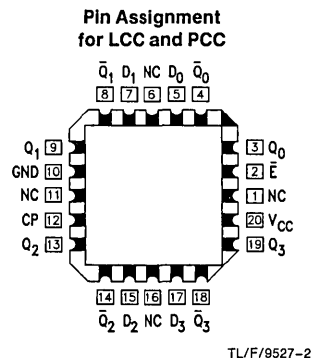 Pin Assignment
for LCC and PCC
Q̅1 D1 NC D0 Q̅0
8 7 6 5 4
Q1 9
GND 10
NC 11
CP 12
Q2 13
3 Q0
2 E̅
1 NC
20 VCC
19 Q3
14 15 16 17 18
Q̅2 D2 NC D3 Q̅3
TL/F/9527–2